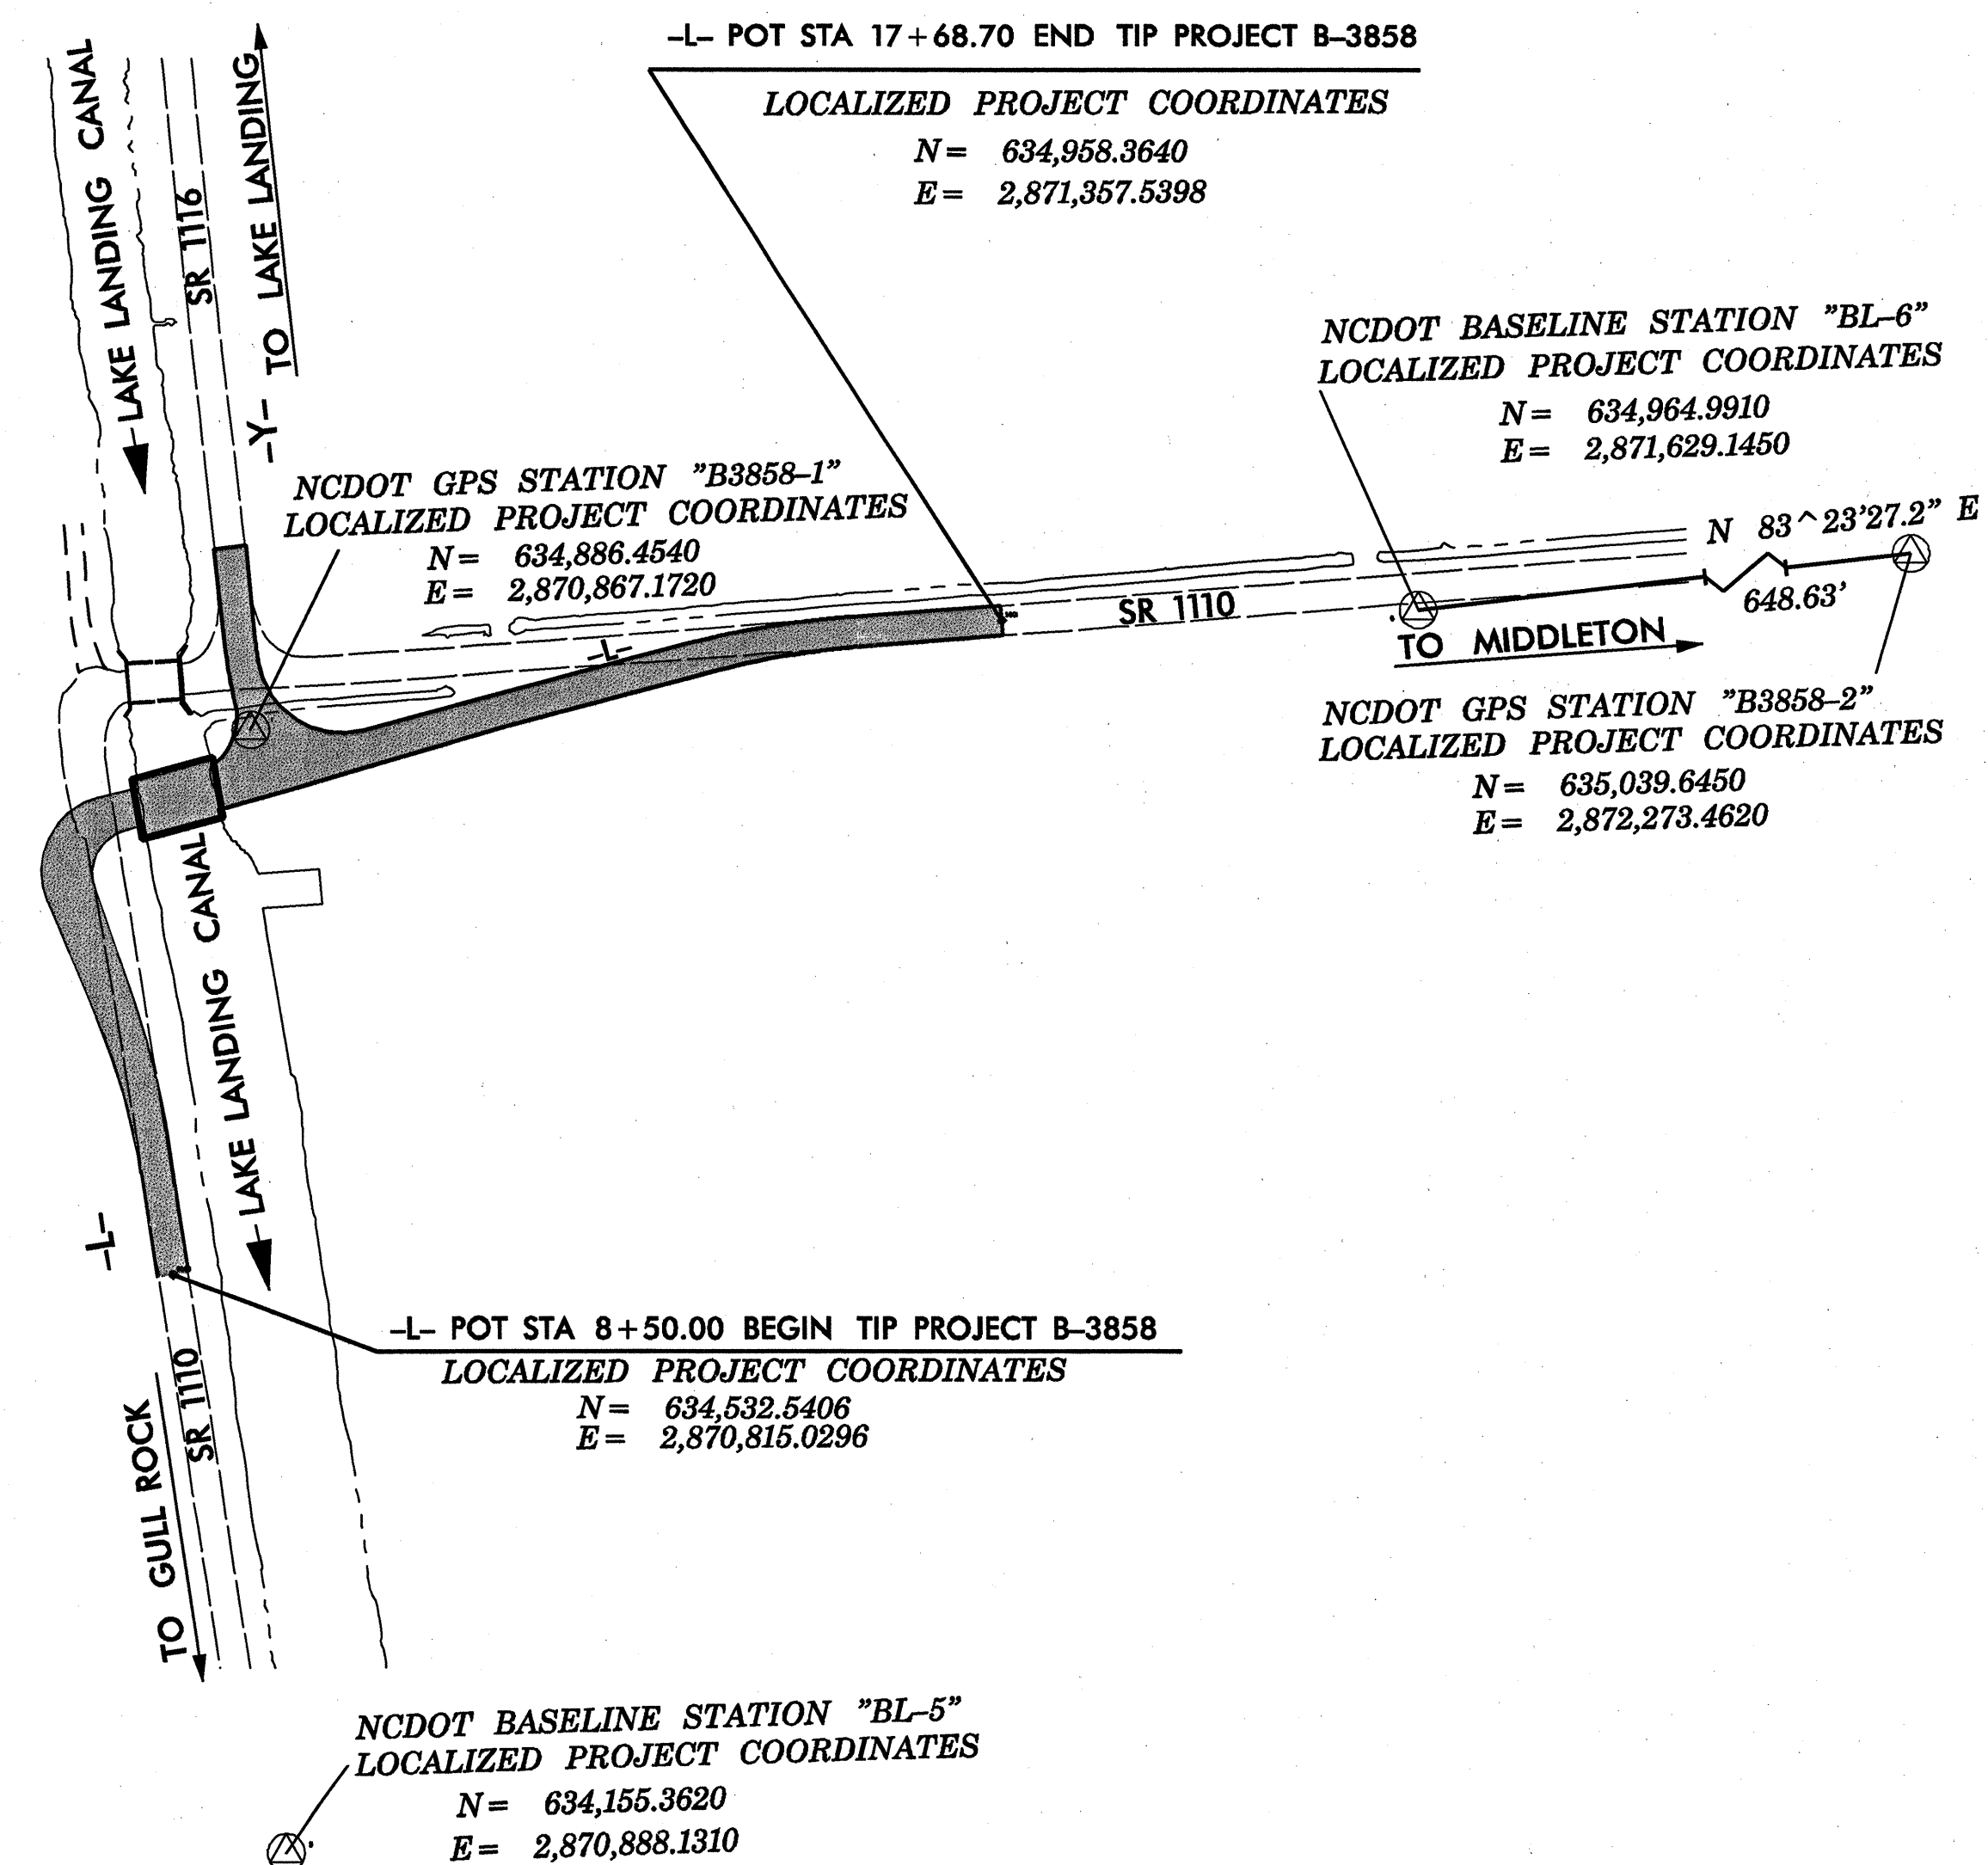 -L- POT STA 17+68.70 END TIP PROJECT B-3858
LOCALIZED PROJECT COORDINATES
N= 634,958.3640
E= 2,871,357.5398
LAKE LANDING CANAL
SR 1116
-Y- TO LAKE LANDING
NCDOT BASELINE STATION "BL-6"
LOCALIZED PROJECT COORDINATES
N= 634,964.9910
E= 2,871,629.1450
NCDOT GPS STATION "B3858-1"
LOCALIZED PROJECT COORDINATES
N= 634,886.4540
E= 2,870,867.1720
N 83^23'27.2" E
648.63'
SR 1110
TO MIDDLETON
-L-
NCDOT GPS STATION "B3858-2"
LOCALIZED PROJECT COORDINATES
N= 635,039.6450
E= 2,872,273.4620
LAKE LANDING CANAL
-L-
-L- POT STA 8+50.00 BEGIN TIP PROJECT B-3858
LOCALIZED PROJECT COORDINATES
N= 634,532.5406
E= 2,870,815.0296
TO GULL ROCK
SR 1110
NCDOT BASELINE STATION "BL-5"
LOCALIZED PROJECT COORDINATES
N= 634,155.3620
E= 2,870,888.1310